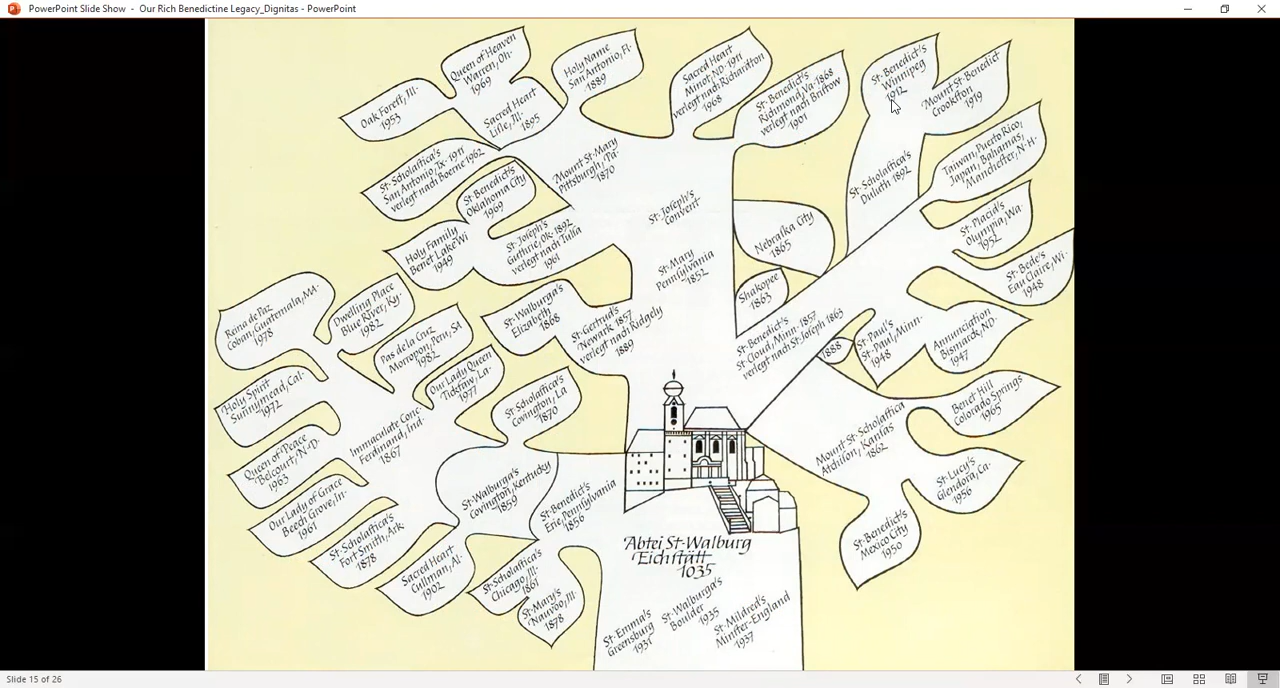 PowerPoint Slide Show - Our Rich Benedictine Legacy_Dignitas - PowerPoint
Queen of Heaven
Warren, Oh.
1969
Oak Forest, Ill.
1953
Sacred Heart
Lisle, Ill.
1895
Holy Name
San Antonio, Fl.
1889
Sacred Heart
Minot, ND. 1911
verlegt nach Richardton
1968
St. Benedict's
Richmond, Va. 1868
verlegt nach Bristow
1901
St. Benedict's
Winnipeg
1912
Mount St. Benedict
Crookston
1919
St. Scholastica's
San Antonio, Tx. 1911
verlegt nach Boerne 1962
Mount St. Mary
Pittsburgh, Pa.
1870
St. Scholastica's
Duluth 1892
Taiwan, Puerto Rico,
Japan, Bahamas,
Manchester, N.H.
St. Benedict's
Oklahoma City
1969
St. Joseph's
Convent
St. Mary
Pennsylvania
1852
Nebraska City
1865
St. Placid's
Olympia, Wa.
1952
Holy Family
Benet Lake Wi
1949
St. Joseph's
Guthrie, Ok. 1892
verlegt nach Tulsa
1961
Shakopee
1863
St. Bede's
Eau Claire, Wi.
1948
Reina de Paz
Coban, Guatemala, MA.
1978
Dwelling Place
Blue River, Ky.
1982
St. Walburga's
Elizabeth
1868
St. Gertrud's
Newark 1857
verlegt nach Ridgely
1889
St. Benedict's
St. Cloud, Minn. 1857
verlegt nach St. Joseph 1863
1888
St. Paul's
St. Paul, Minn.
1948
Annunciation
Bismarck, ND.
1947
Pas de la Cruz
Morropon, Peru, SA
1982
Our Lady Queen
Tickfaw, La.
1977
Holy Spirit
Sunnymead, Cal.
1972
St. Scholastica's
Covington, La
1870
Immaculate Conc.
Ferdinand, Ind.
1867
Benet Hill
Colorado Springs
1965
Mount St. Scholastica
Atchison, Kansas
1862
Queen of Peace
Belcourt, N.D.
1963
St. Walburga's
Covington, Kentucky
1859
St. Benedict's
Erie, Pennsylvania
1856
St. Lucy's
Glendora, Ca.
1956
Our Lady of Grace
Beech Grove, In.
1961
St. Scholastica's
Fort Smith, Ark
1878
St. Benedict's
Mexico City
1950
Sacred Heart
Cullman, Al.
1902
St. Scholastica's
Chicago, Ill.
1861
St. Mary's
Nauvoo, Ill.
1878
Abtei St. Walburg
Eichstätt
1035
St. Emma's
Greensburg
1931
St. Walburga's
Boulder
1935
St. Mildred's
Minster-England
1937
Slide 15 of 26